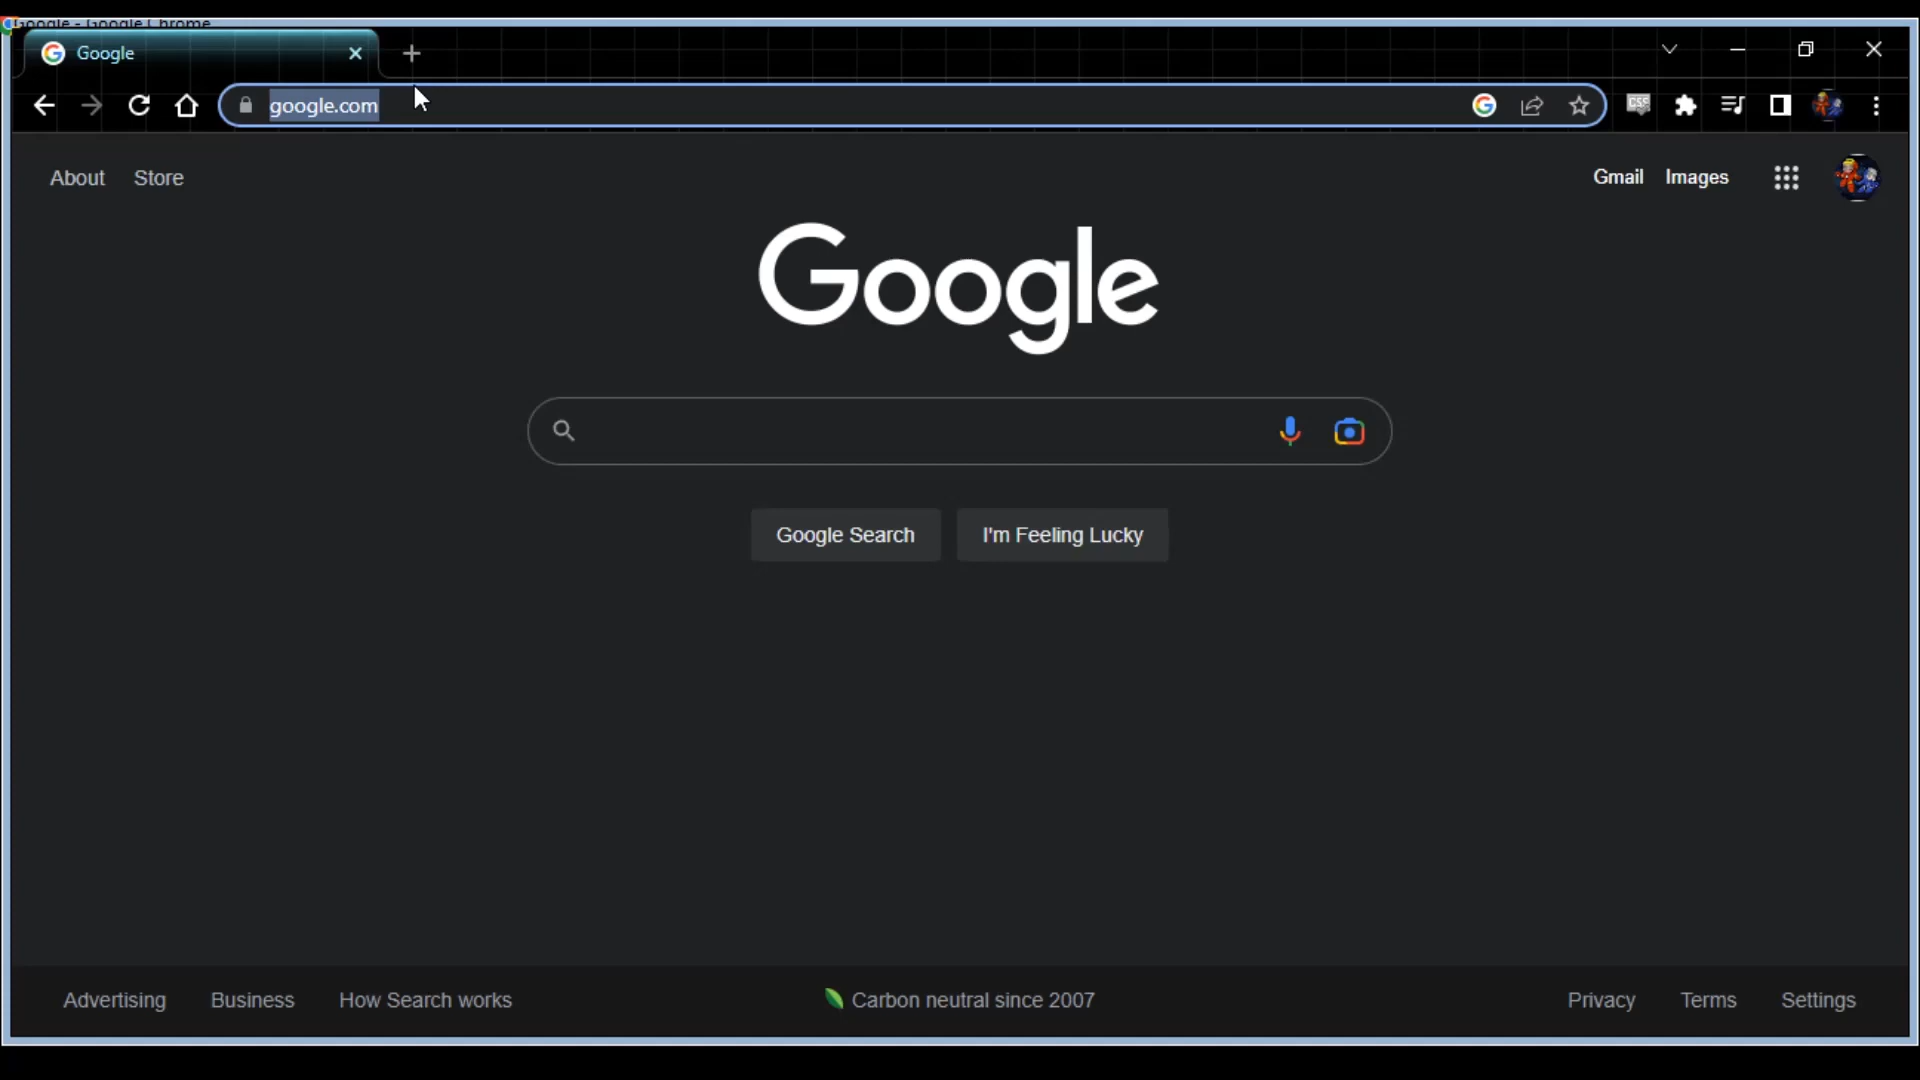 Google - Google Chrome
Google
google.com
CSS
About Store
Gmail Images
Google
Google Search I'm Feeling Lucky
Advertising Business How Search works
Carbon neutral since 2007
Privacy Terms Settings